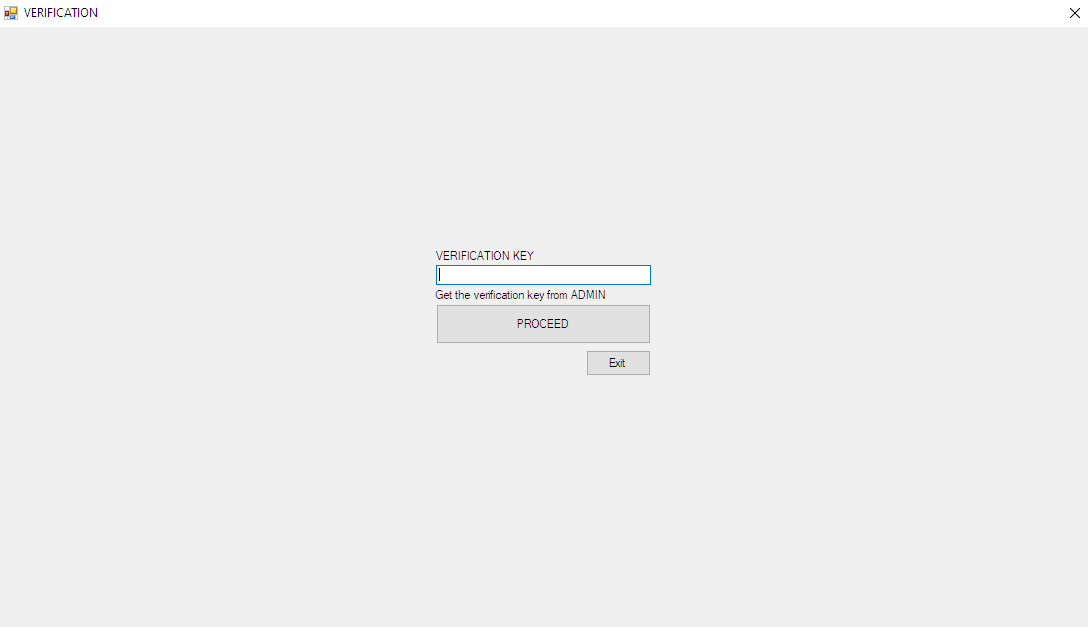 VERIFICATION
VERIFICATION KEY
Get the verification key from ADMIN
PROCEED
Exit